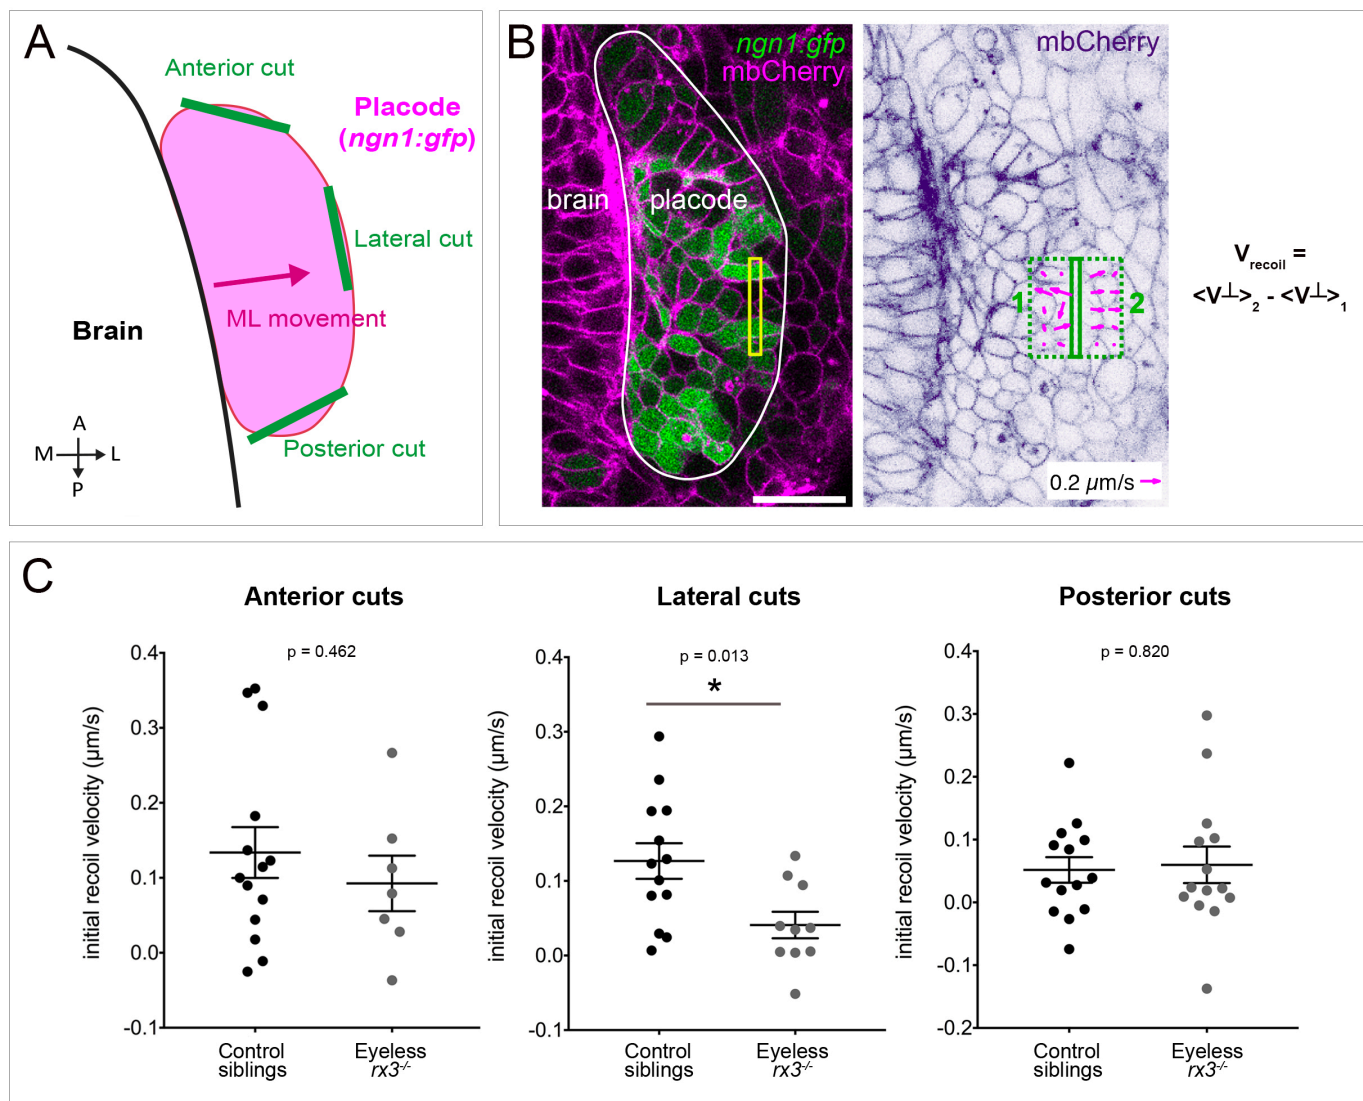 A
Anterior cut
Placode
(ngn1:gfp)
Lateral cut
ML movement
Brain
Posterior cut
A
M
L
P
B
ngn1:gfp
mbCherry
brain
placode
mbCherry
1
2
0.2 µm/s
V recoil =
<V⊥>2 - <V⊥>1
C
Anterior cuts
p = 0.462
initial recoil velocity (µm/s)
0.4
0.3
0.2
0.1
0.0
-0.1
Control
siblings
Eyeless
rx3-/-
Lateral cuts
p = 0.013
*
initial recoil velocity (µm/s)
0.4
0.3
0.2
0.1
0.0
-0.1
Control
siblings
Eyeless
rx3-/-
Posterior cuts
p = 0.820
initial recoil velocity (µm/s)
0.4
0.3
0.2
0.1
0.0
-0.1
-0.2
Control
siblings
Eyeless
rx3-/-